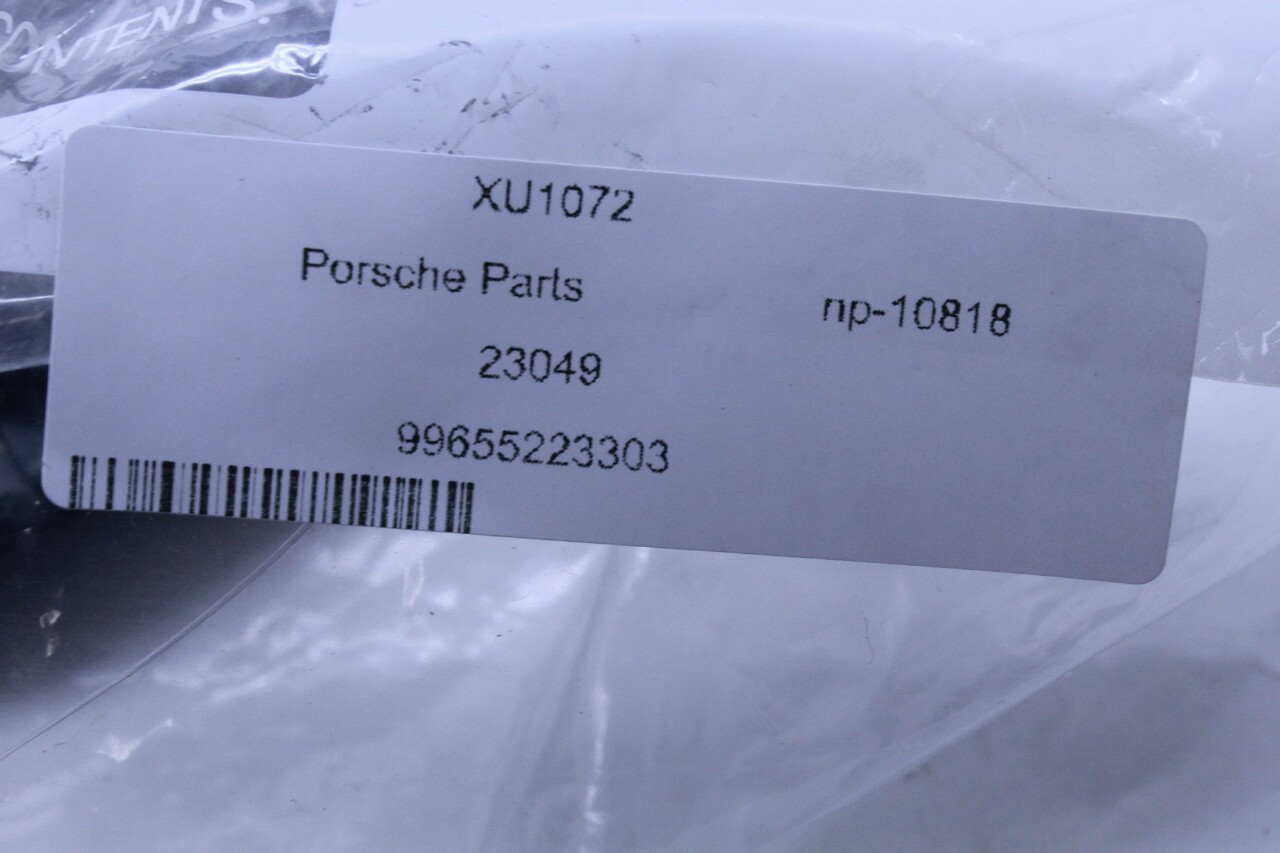 CONTENTS.
XU1072
Porsche Parts
np-10818
23049
99655223303